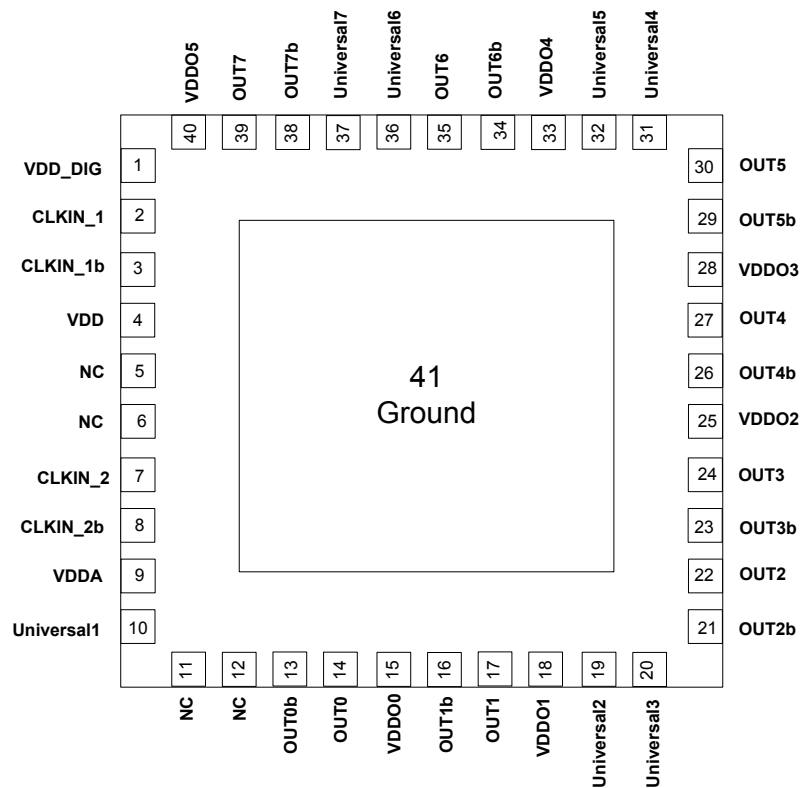 VDDO5
OUT7
OUT7b
Universal7
Universal6
OUT6
OUT6b
VDDO4
Universal5
Universal4
40
39
38
37
36
35
34
33
32
31
VDD_DIG 1
CLKIN_1 2
CLKIN_1b 3
VDD 4
NC 5
NC 6
CLKIN_2 7
CLKIN_2b 8
VDDA 9
Universal1 10
41
Ground
30 OUT5
29 OUT5b
28 VDDO3
27 OUT4
26 OUT4b
25 VDDO2
24 OUT3
23 OUT3b
22 OUT2
21 OUT2b
11
12
13
14
15
16
17
18
19
20
NC
NC
OUT0b
OUT0
VDDO0
OUT1b
OUT1
VDDO1
Universal2
Universal3